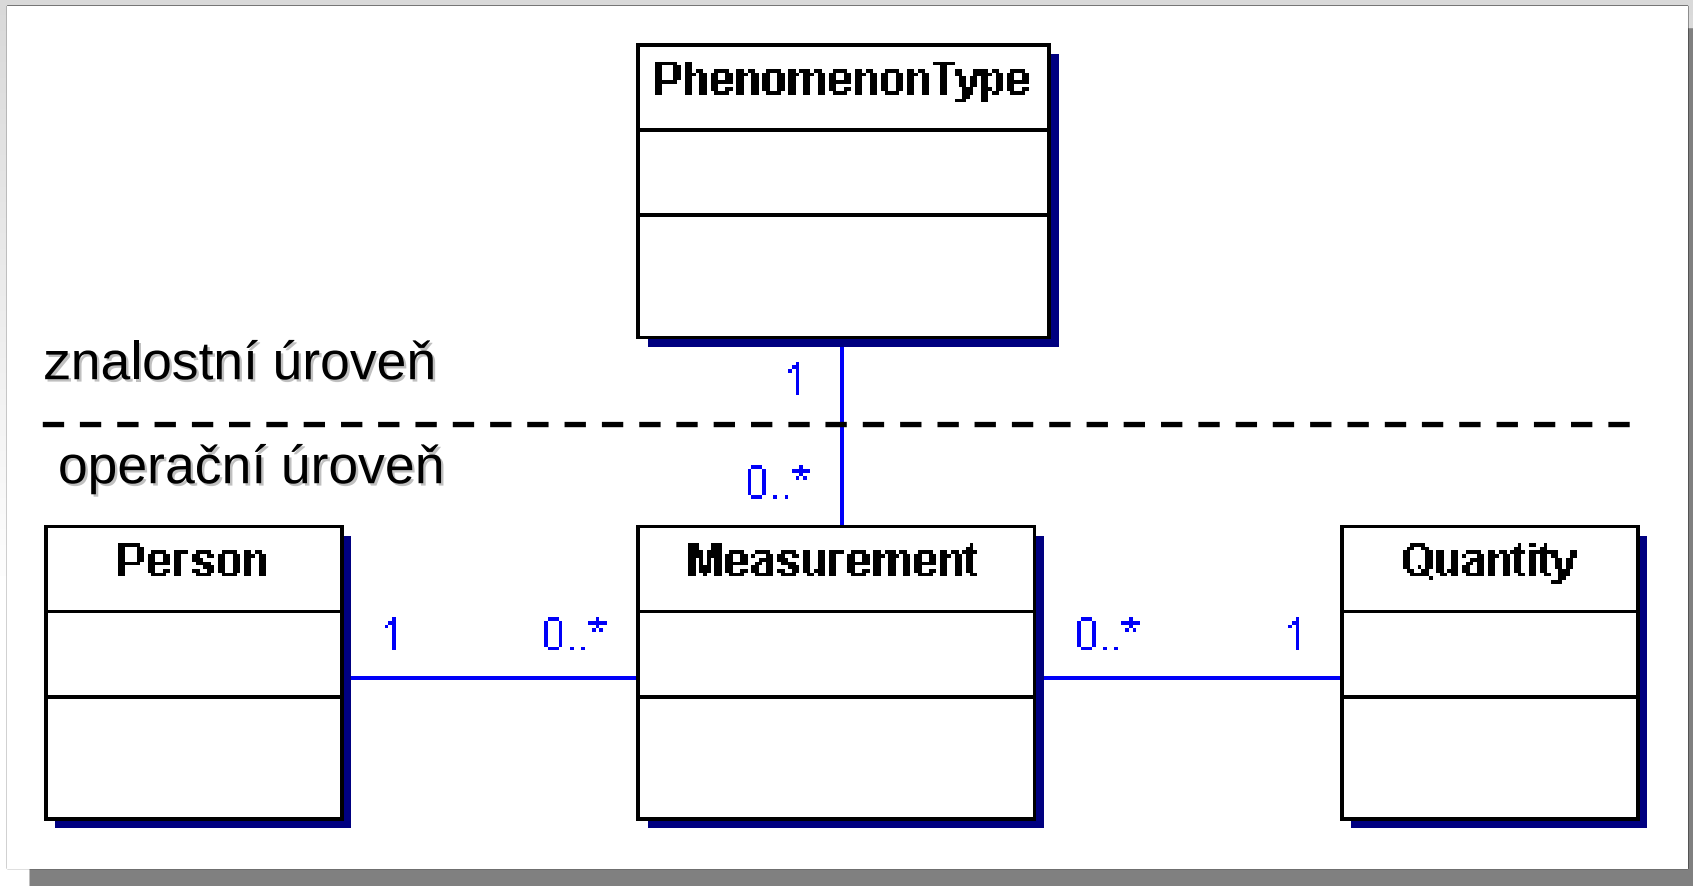 PhenomenonType
znalostní úroveň
1
operační úroveň
0..*
Person
Measurement
Quantity
1
0..*
0..*
1